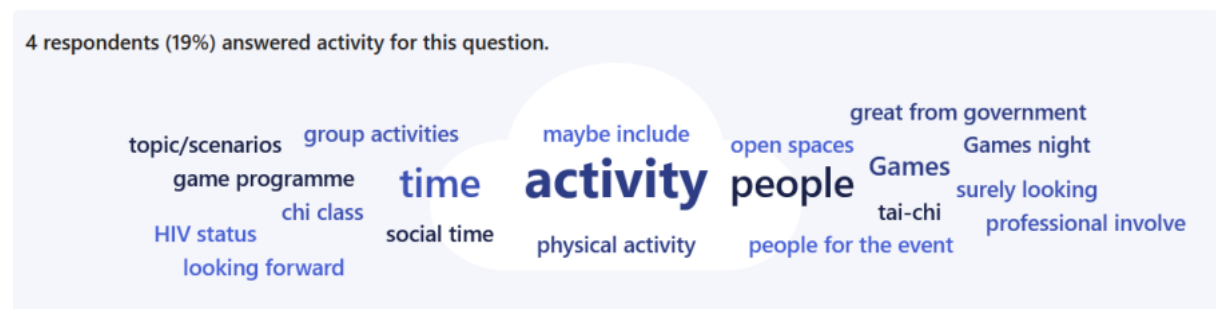 4 respondents (19%) answered activity for this question.
great from government
topic/scenarios
group activities
maybe include
open spaces
Games night
game programme
time
activity
people
Games
surely looking
chi class
tai-chi
professional involve
HIV status
social time
physical activity
people for the event
looking forward